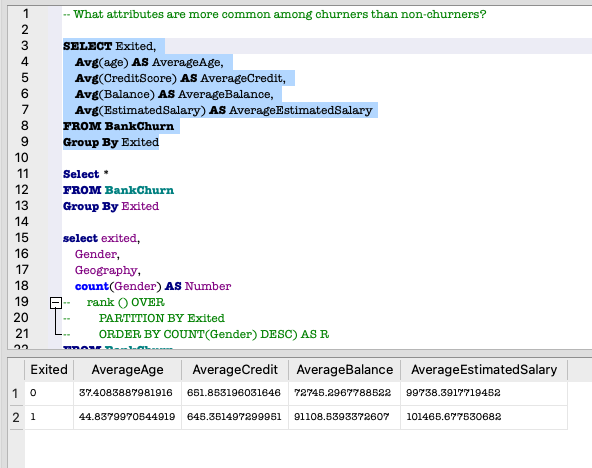 1 -- What attributes are more common among churners than non-churners?
2
3 SELECT Exited,
4 Avg(age) AS AverageAge,
5 Avg(CreditScore) AS AverageCredit,
6 Avg(Balance) AS AverageBalance,
7 Avg(EstimatedSalary) AS AverageEstimatedSalary
8 FROM BankChurn
9 Group By Exited
10
11 Select *
12 FROM BankChurn
13 Group By Exited
14
15 select exited,
16 Gender,
17 Geography,
18 count(Gender) AS Number
19 -- rank () OVER
20 -- PARTITION BY Exited
21 -- ORDER BY COUNT(Gender) DESC) AS R
22 FROM BankChurn
Exited AverageAge AverageCredit AverageBalance AverageEstimatedSalary
1 0 37.4083887981916 651.853196031646 72745.2967788522 99738.3917719452
2 1 44.8379970544919 645.351497299951 91108.5393372607 101465.677530682